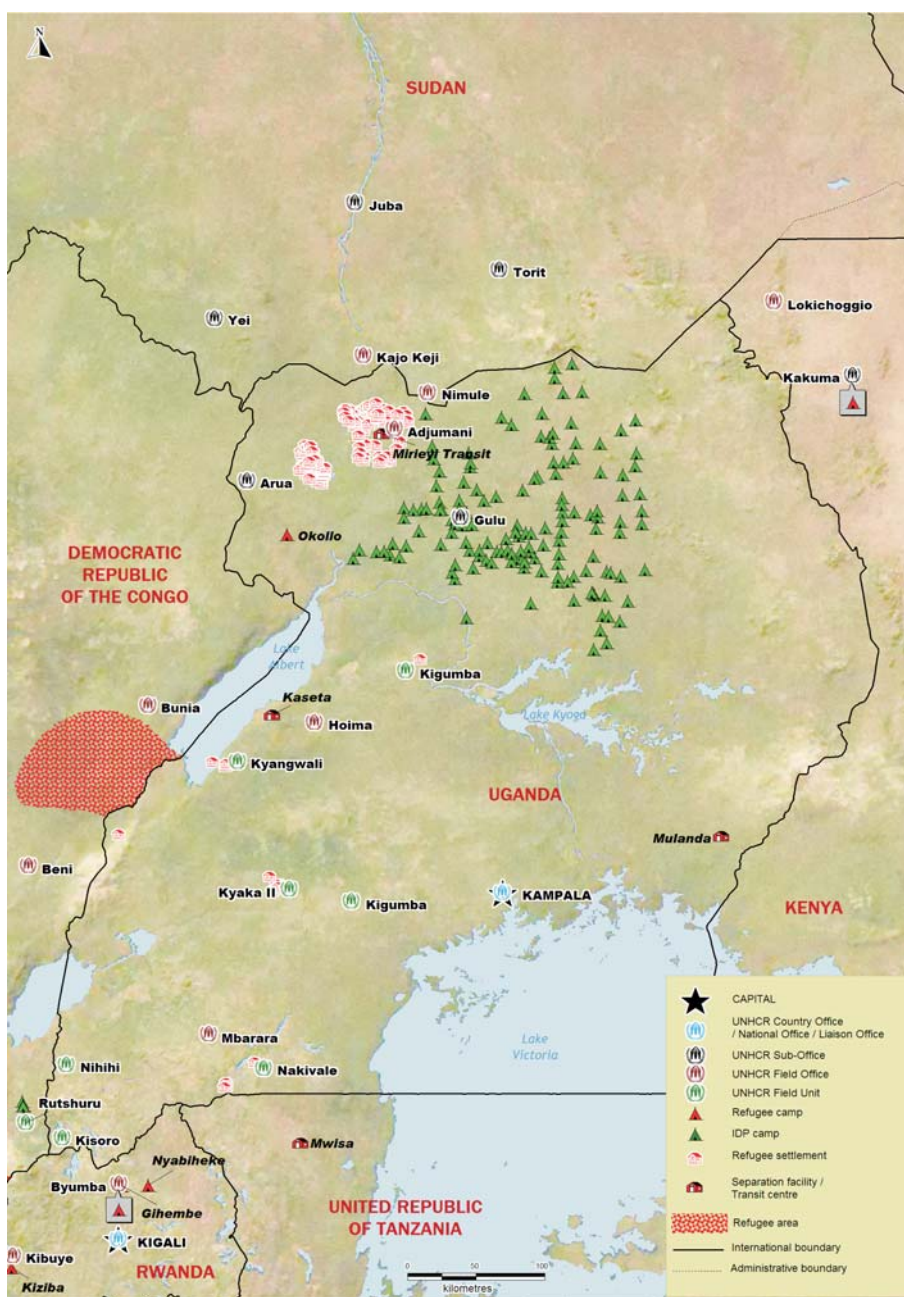 N
SUDAN
Juba
Torit
Lokichoggio
Yei
Kajo Keji
Kakuma
Nimule
Adjumani
Mirieyi Transit
Arua
Gulu
Okollo
DEMOCRATIC
REPUBLIC
OF THE CONGO
Lake
Albert
Kigumba
Kaseta
Bunia
Hoima
Lake Kyoga
Kyangwali
UGANDA
Mulanda
Beni
Kyaka II
Kigumba
KAMPALA
KENYA
Mbarara
Lake
Victoria
Nihihi
Nakivale
Rutshuru
Kisoro
Mwisa
Nyabiheke
Byumba
Gihembe
UNITED REPUBLIC
OF TANZANIA
KIGALI
Kibuye
RWANDA
Kiziba
0 50 100
kilometres
CAPITAL
UNHCR Country Office
/ National Office / Liaison Office
UNHCR Sub-Office
UNHCR Field Office
UNHCR Field Unit
Refugee camp
IDP camp
Refugee settlement
Separation facility /
Transit centre
Refugee area
International boundary
Administrative boundary